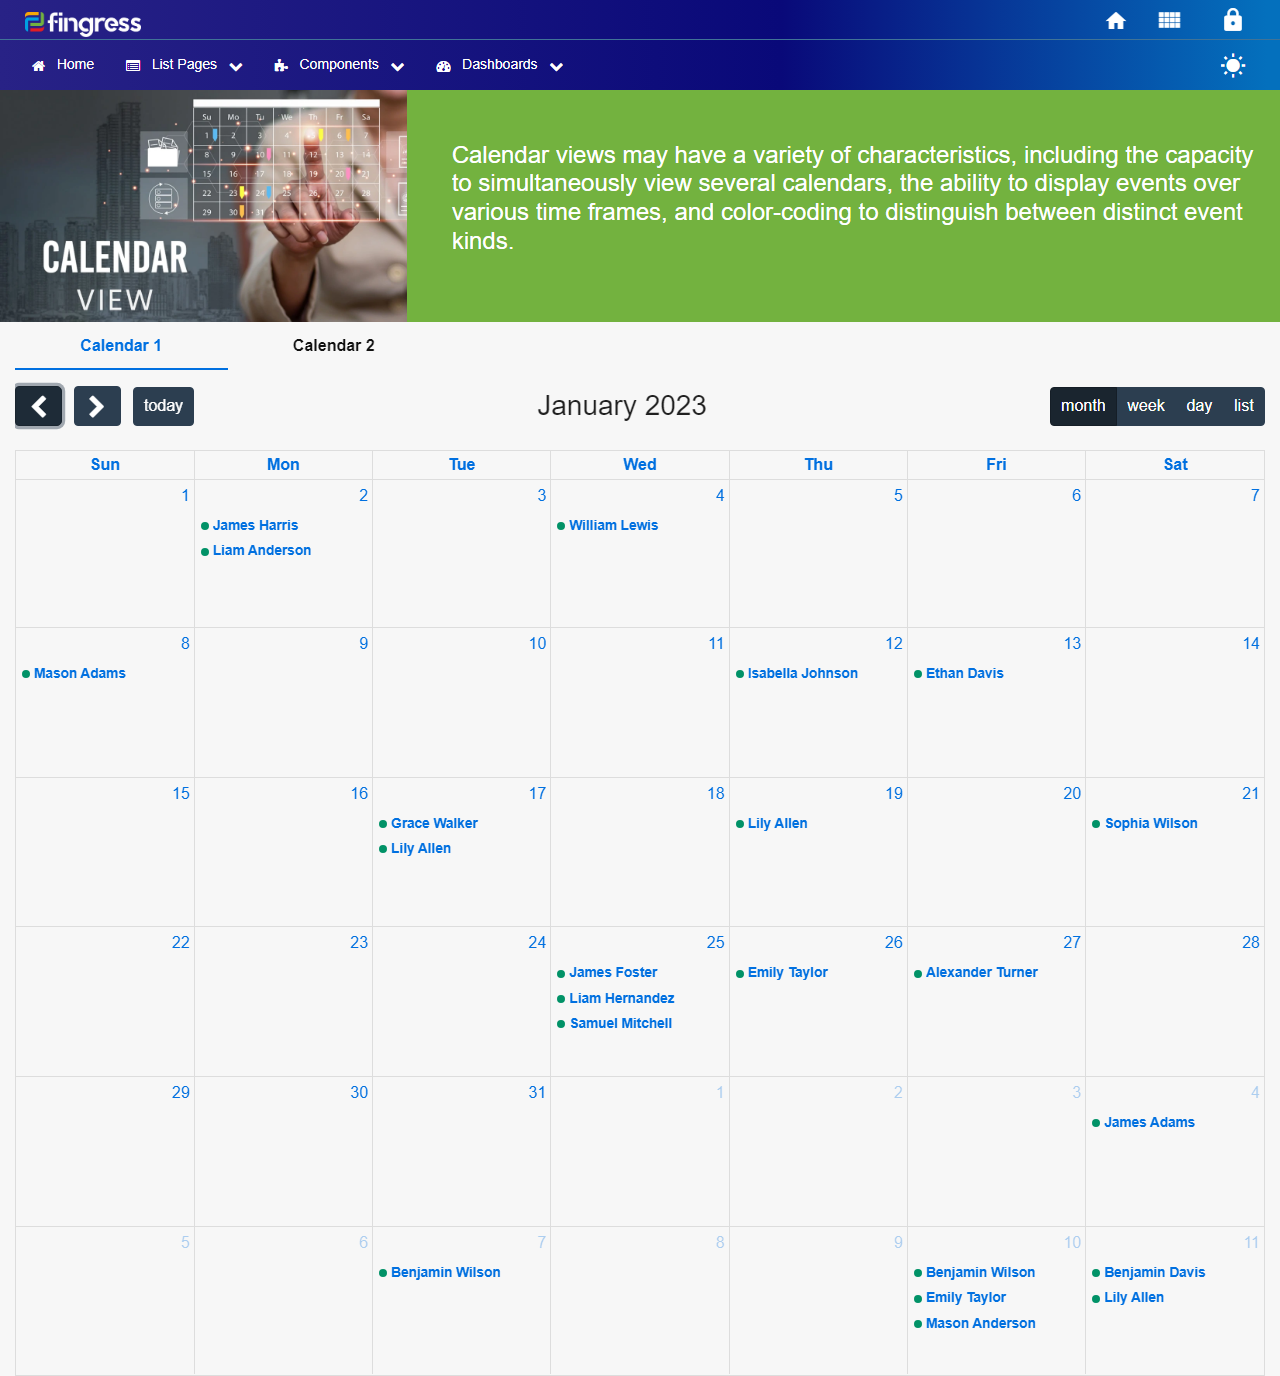 fingress
Home
List Pages
Components
Dashboards
Su Mo Tu We Th Fr Sa
1 2 3 4 5 6 7
8 9 10 11 12 13 14
15 16 17 18 19 20 21
22 23 24 25 26 27 28
29 30 31
CALENDAR
VIEW
Calendar views may have a variety of characteristics, including the capacity
to simultaneously view several calendars, the ability to display events over
various time frames, and color-coding to distinguish between distinct event
kinds.
Calendar 1
Calendar 2
today
January 2023
month week day list
Sun Mon Tue Wed Thu Fri Sat
1 2 3 4 5 6 7
James Harris
Liam Anderson
William Lewis
8 9 10 11 12 13 14
Mason Adams
Isabella Johnson
Ethan Davis
15 16 17 18 19 20 21
Grace Walker
Lily Allen
Lily Allen
Sophia Wilson
22 23 24 25 26 27 28
James Foster
Liam Hernandez
Samuel Mitchell
Emily Taylor
Alexander Turner
29 30 31 1 2 3 4
James Adams
5 6 7 8 9 10 11
Benjamin Wilson
Benjamin Wilson
Emily Taylor
Mason Anderson
Benjamin Davis
Lily Allen